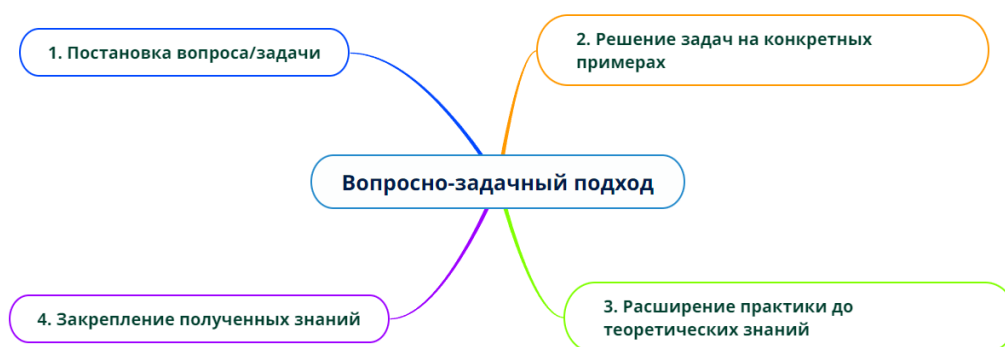 1. Постановка вопроса/задачи
2. Решение задач на конкретных
примерах
Вопросно-задачный подход
4. Закрепление полученных знаний
3. Расширение практики до
теоретических знаний